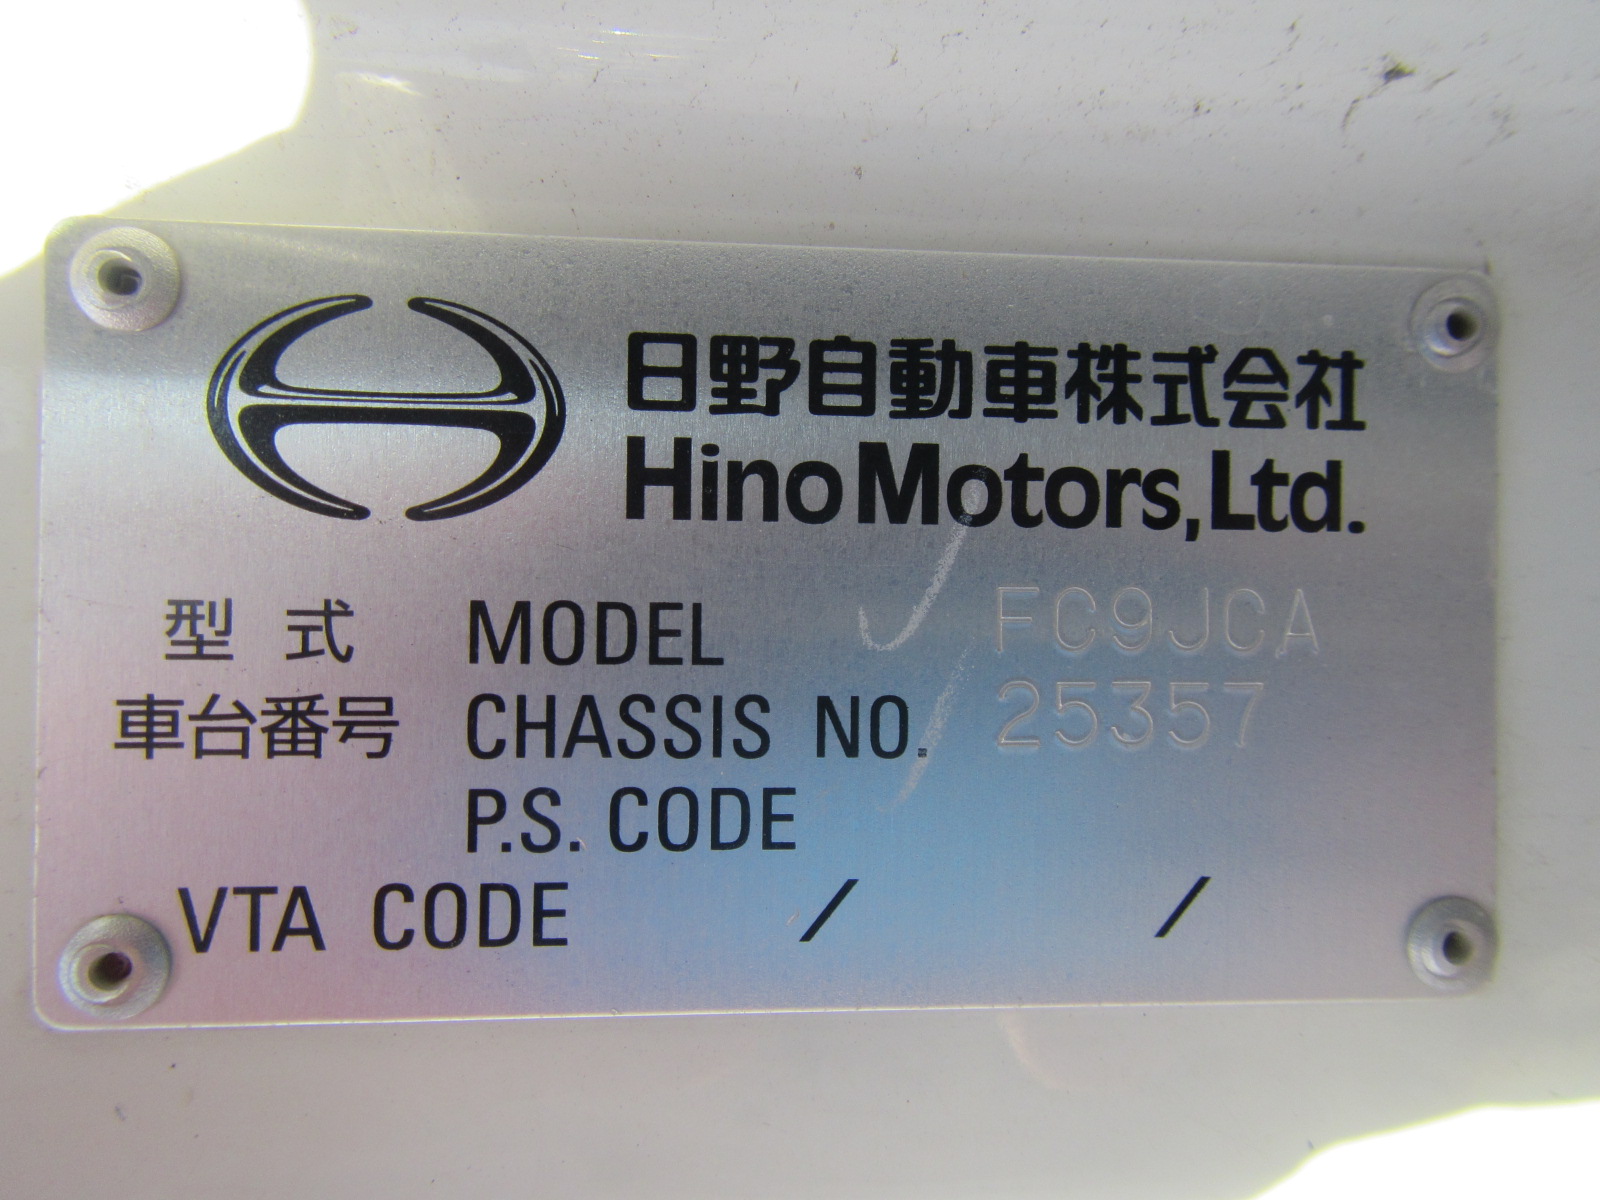 日野自動車株式会社
Hino Motors, Ltd.
型式 MODEL FC9JCA
車台番号 CHASSIS NO. 25357
P.S. CODE
VTA CODE / /